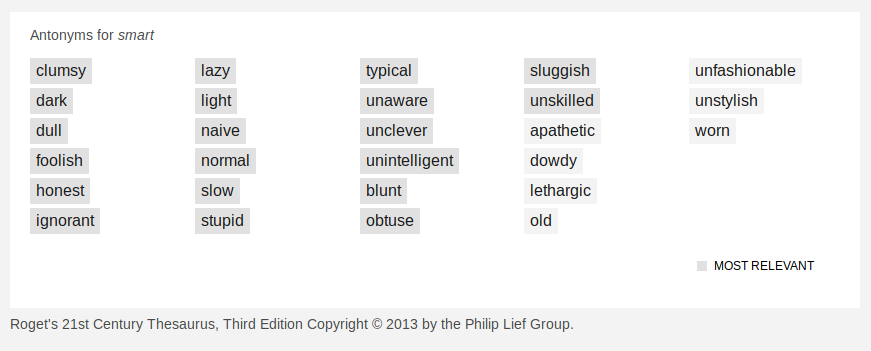 Antonyms for smart
clumsy
dark
dull
foolish
honest
ignorant
lazy
light
naive
normal
slow
stupid
typical
unaware
unclever
unintelligent
blunt
obtuse
sluggish
unskilled
apathetic
dowdy
lethargic
old
unfashionable
unstylish
worn
MOST RELEVANT
Roget's 21st Century Thesaurus, Third Edition Copyright © 2013 by the Philip Lief Group.